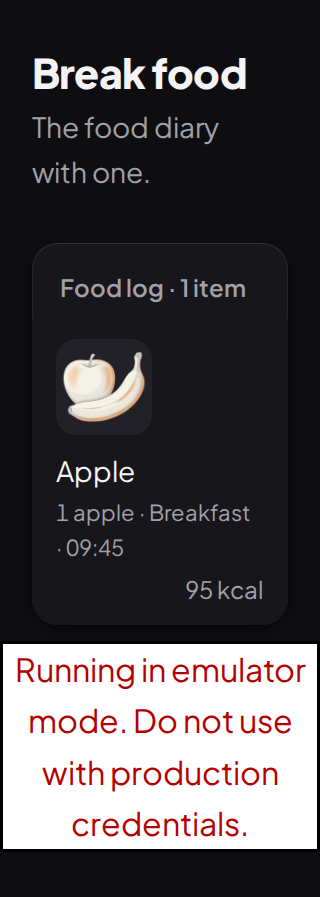 Break food
The food diary
with one.
Food log · 1 item
Apple
1 apple · Breakfast
· 09:45
95 kcal
Running in emulator
mode. Do not use
with production
credentials.